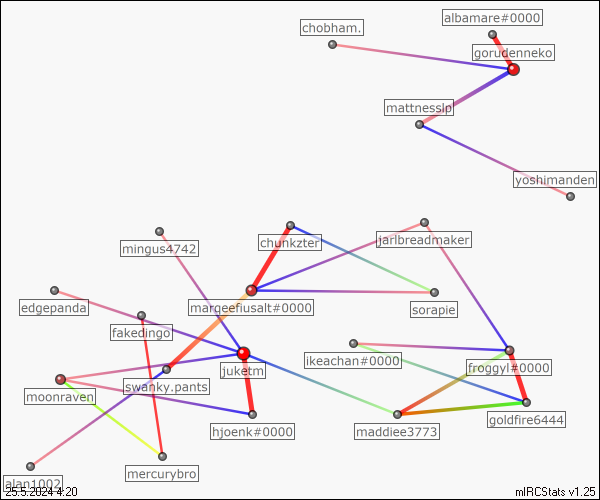 albamare#0000
chobham.
gorudenneko
mattnesslp
yoshimanden
chunkzter
jarlbreadmaker
mingus4742
edgepanda
margeefiusalt#0000
sorapie
fakedingo
ikeachan#0000
froggyl#0000
juketm
swanky.pants
moonraven
goldfire6444
hjoenk#0000
maddiee3773
mercurybro
alan1002
25.5.2024 4:20
mIRCStats v1.25